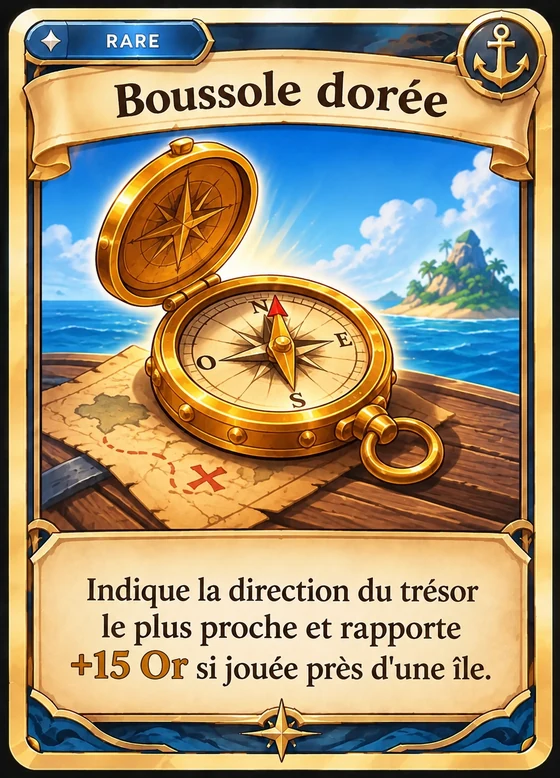 RARE
Boussole dorée
N
E
O
S
Indique la direction du trésor
le plus proche et rapporte
+15 Or si jouée près d'une île.